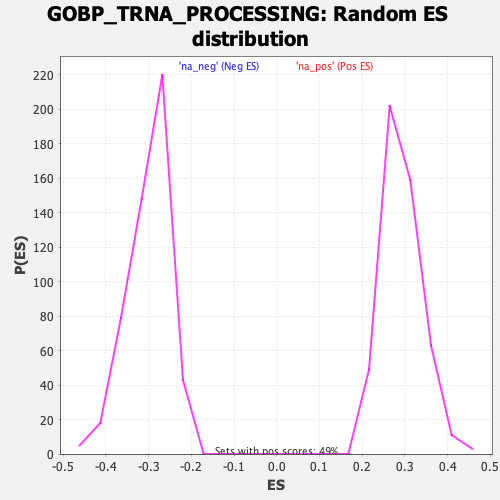 GOBP_TRNA_PROCESSING: Random ES
distribution
'na_neg' (Neg ES) 'na_pos' (Pos ES)
220
200
180
160
140
120
100
80
60
40
20
0
P(ES)
Sets with pos scores: 49%
-0.5 -0.4 -0.3 -0.2 -0.1 0.0 0.1 0.2 0.3 0.4 0.5
ES